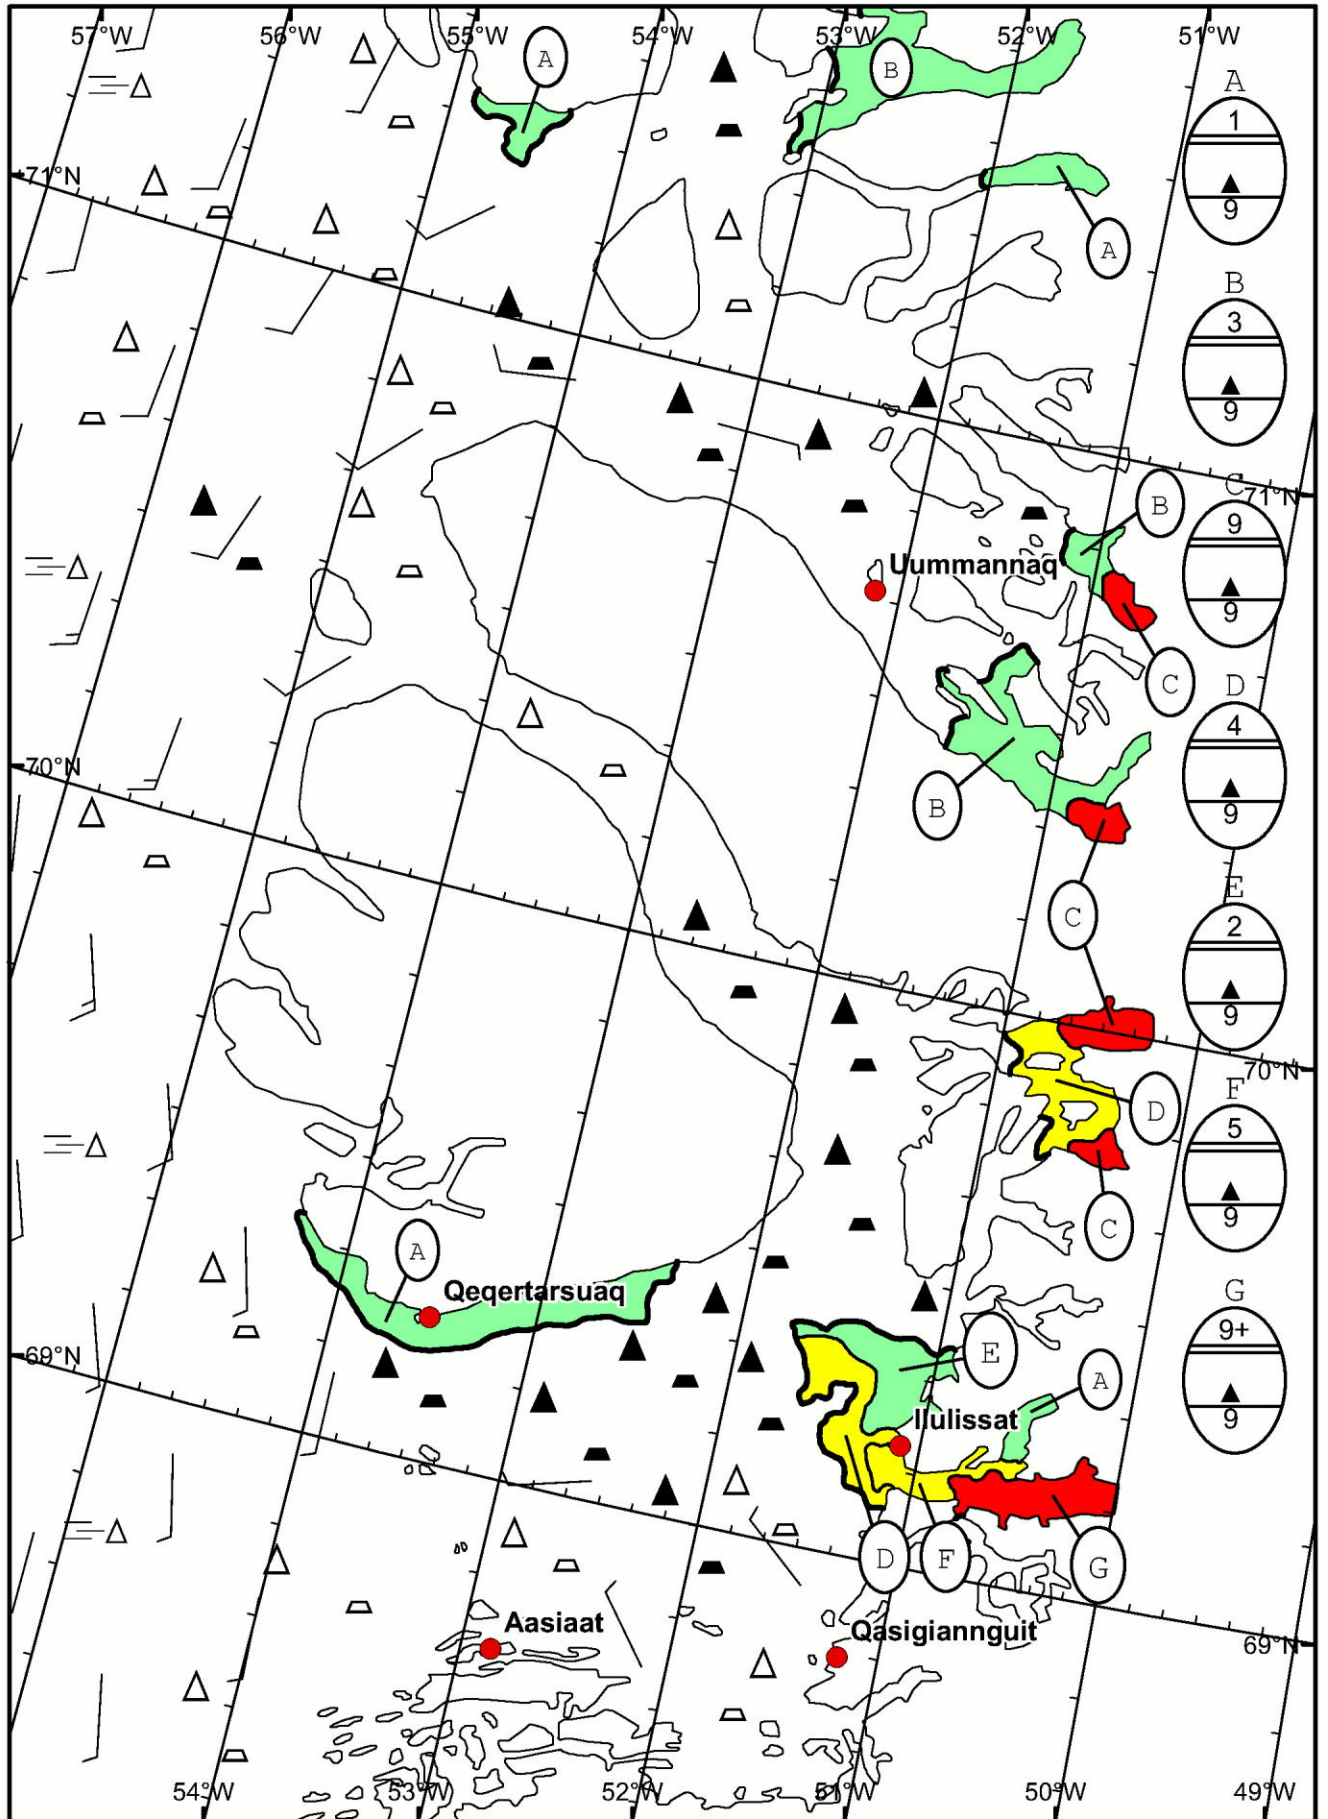 57°W 56°W 55°W 54°W 53°W 52°W 51°W
A
B
A
1
9
71°N
A
B
3
9
71°N
B
C
9
9
Uummannaq
C
D
4
9
70°N
B
C
E
2
9
70°N
D
F
5
9
C
A
Qeqertarsuaq
G
9+
9
69°N
E
A
Ilulissat
D F G
Aasiaat
Qasigiannguit
69°N
54°W 53°W 52°W 51°W 50°W 49°W